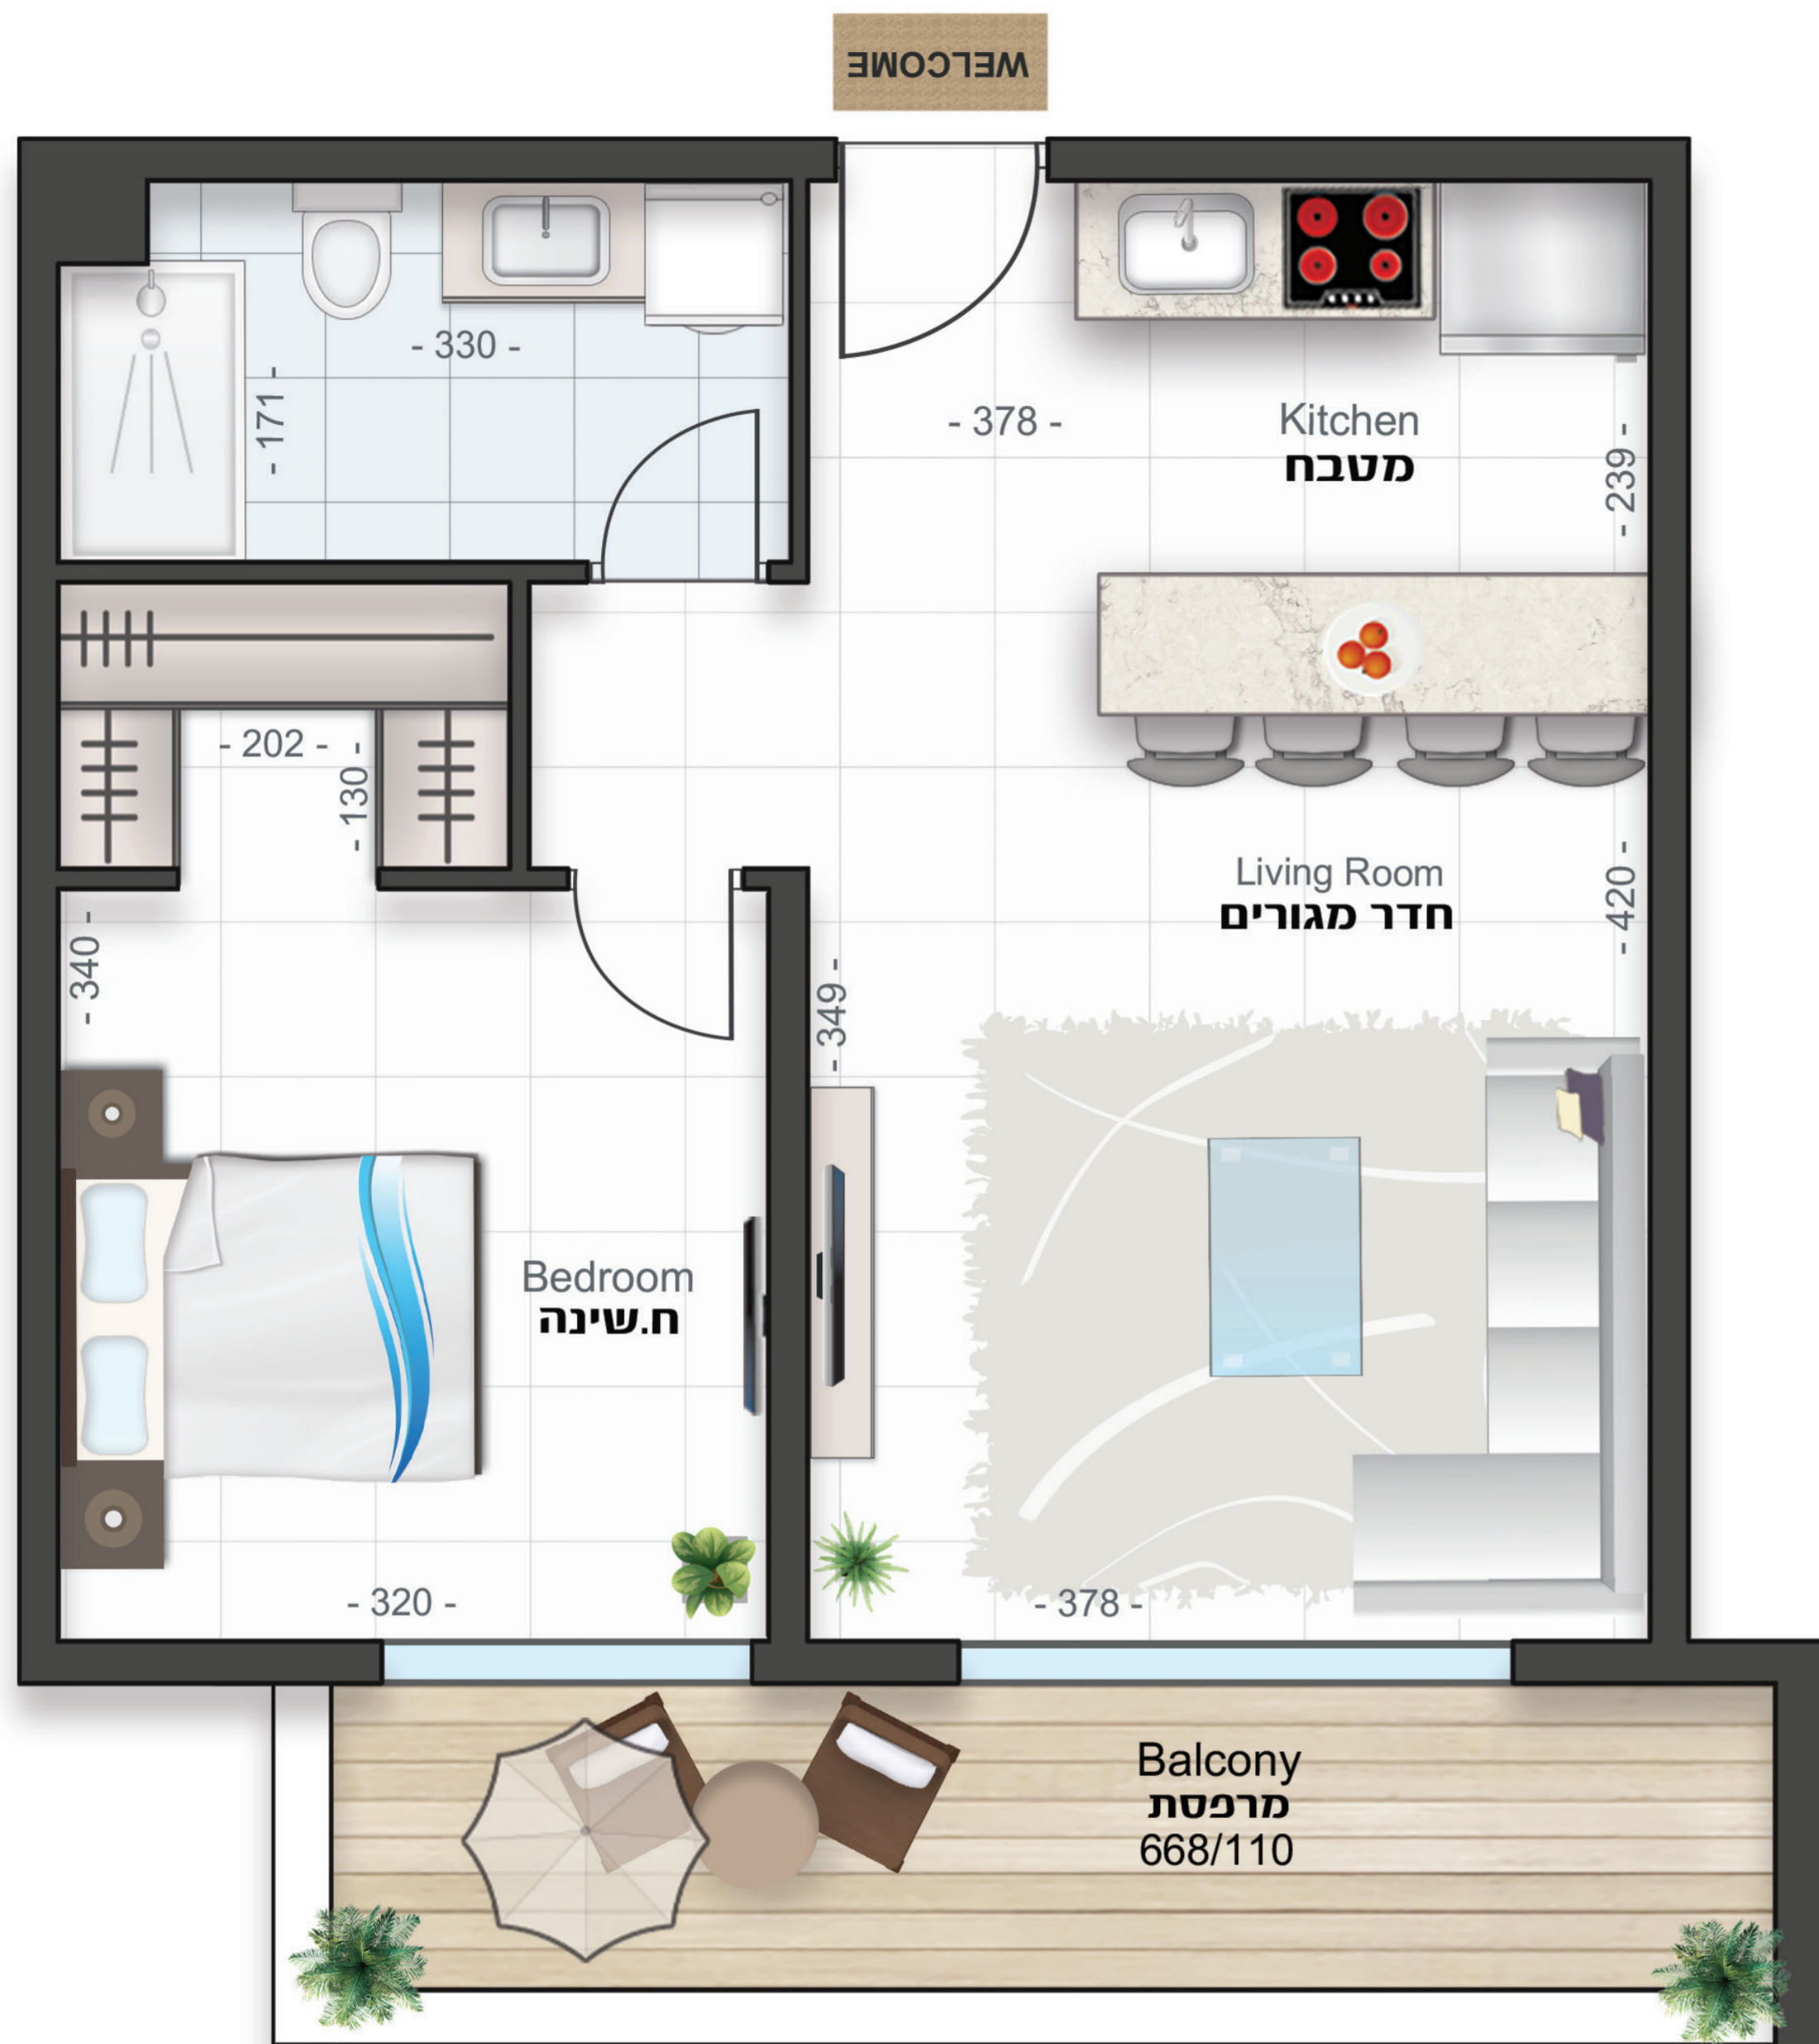 WELCOME
- 330 -
- 171 -
- 378 -
Kitchen
מטבח
- 239 -
- 202 -
- 130 -
Living Room
חדר מגורים
- 420 -
- 340 -
- 349 -
Bedroom
ח.שינה
- 320 -
- 378 -
Balcony
מרפסת
668/110